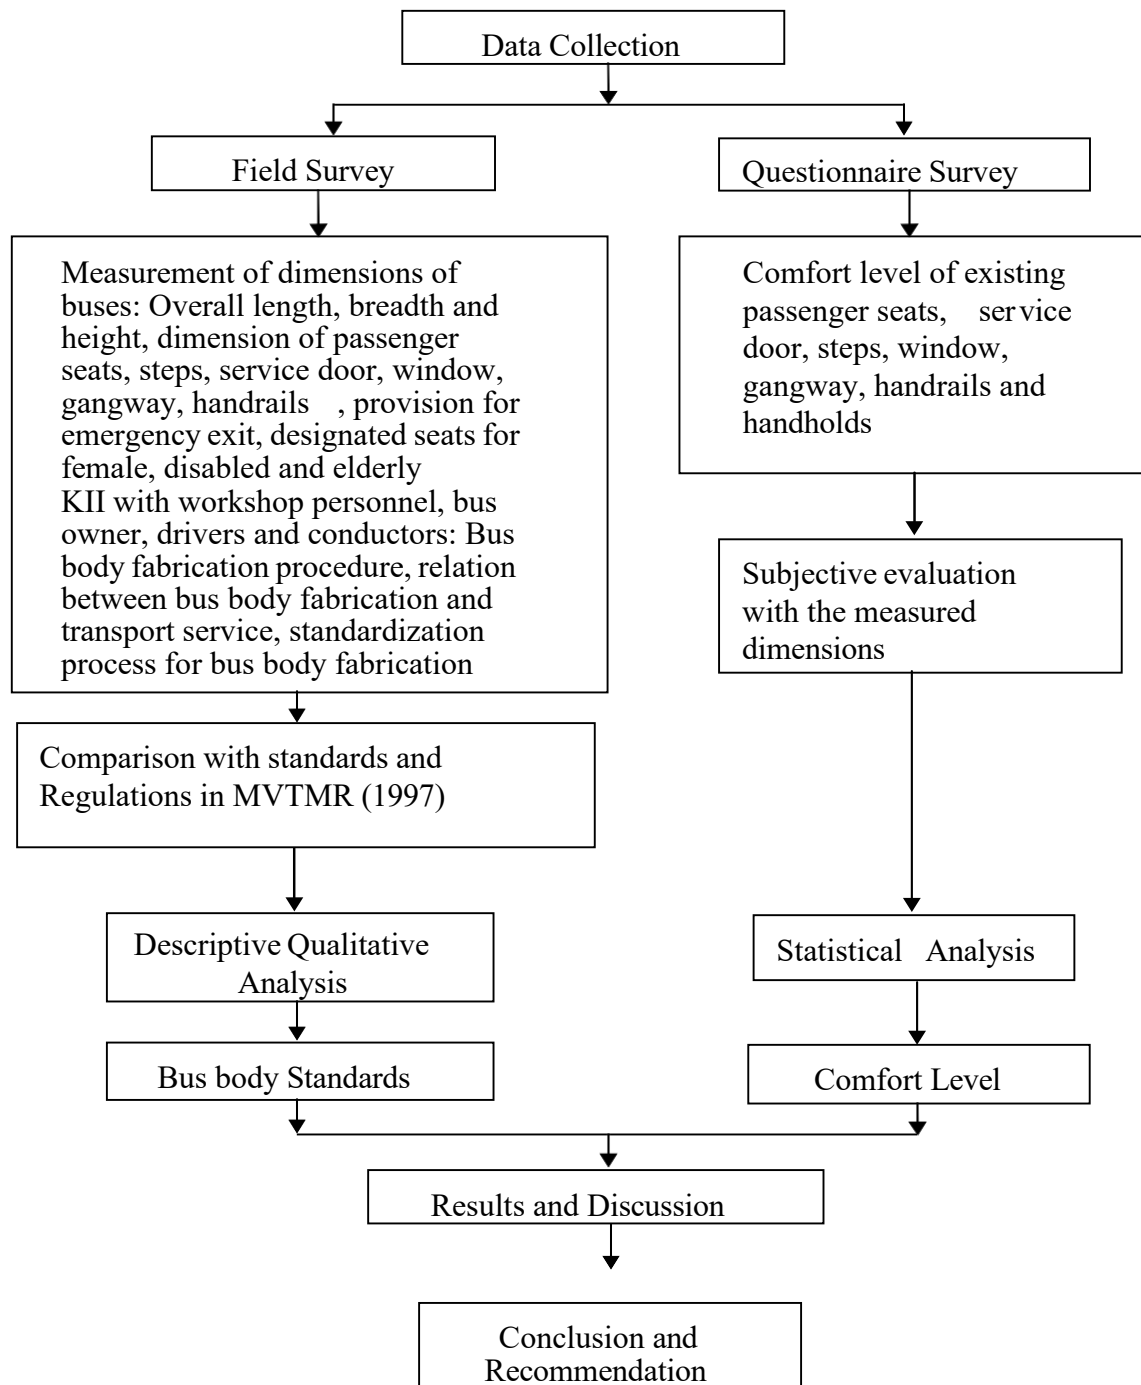 Data Collection
Field Survey
Questionnaire Survey
Measurement of dimensions of
buses: Overall length, breadth and
height, dimension of passenger
seats, steps, service door, window,
gangway, handrails , provision for
emergency exit, designated seats for
female, disabled and elderly
KII with workshop personnel, bus
owner, drivers and conductors: Bus
body fabrication procedure, relation
between bus body fabrication and
transport service, standardization
process for bus body fabrication
Comfort level of existing
passenger seats, service
door, steps, window,
gangway, handrails and
handholds
Subjective evaluation
with the measured
dimensions
Comparison with standards and
Regulations in MVTMR (1997)
Descriptive Qualitative
Analysis
Statistical Analysis
Bus body Standards
Comfort Level
Results and Discussion
Conclusion and
Recommendation